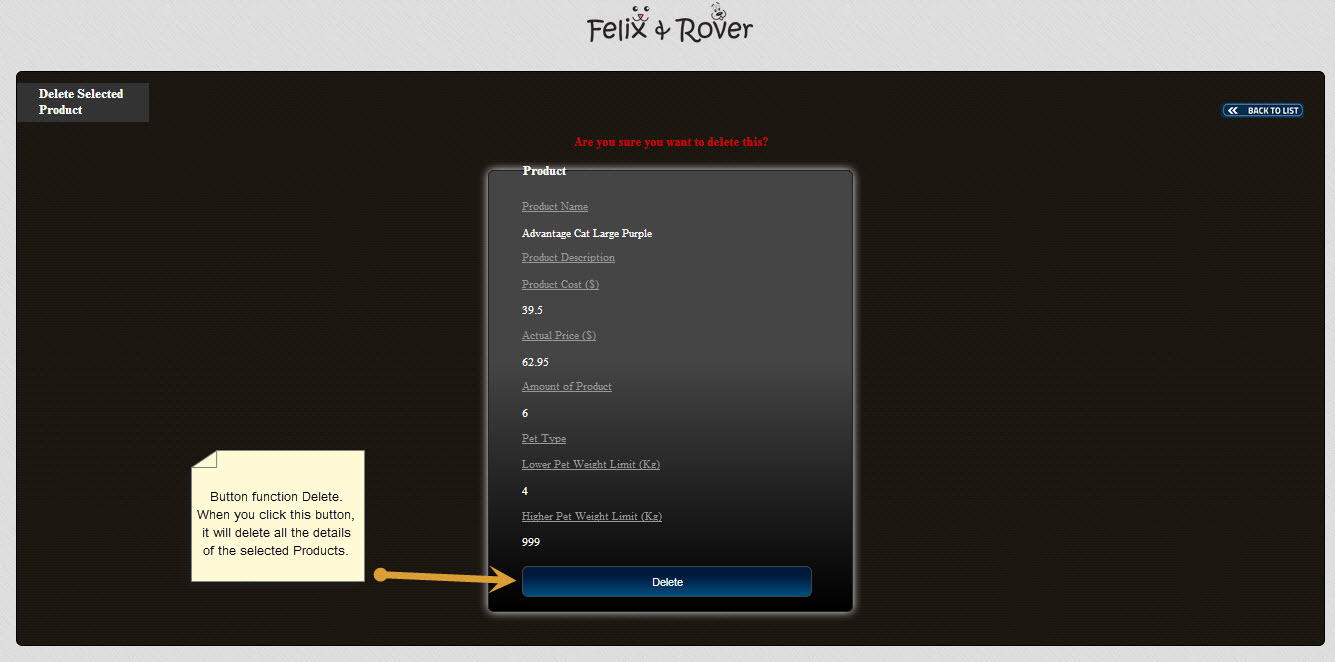 Felix & Rover
Delete Selected
Product
BACK TO LIST
Are you sure you want to delete this?
Product
Product Name
Advantage Cat Large Purple
Product Description
Product Cost ($)
39.5
Actual Price ($)
62.95
Amount of Product
6
Pet Type
Lower Pet Weight Limit (Kg)
4
Higher Pet Weight Limit (Kg)
999
Button function Delete.
When you click this button,
it will delete all the details
of the selected Products.
Delete